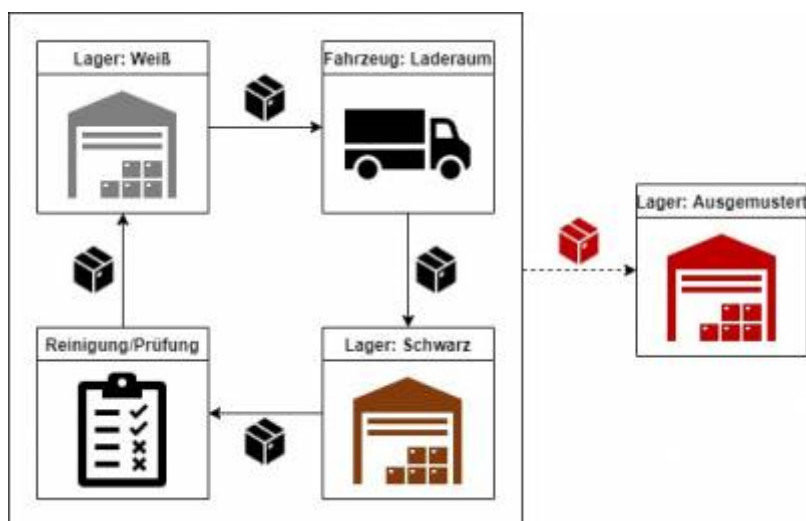 Lager: Weiß
Fahrzeug: Laderaum
Lager: Ausgemustert
Reinigung/Prüfung
Lager: Schwarz